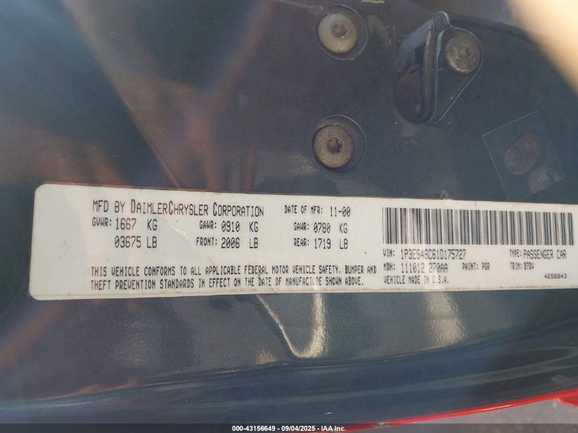 MFD BY DAIMLERCHRYSLER CORPORATION DATE OF MFR: 11-00
GVWR: 1667 KG GAWR: 0910 KG GAWR: 0780 KG
03675 LB FRONT: 2006 LB REAR: 1719 LB
THIS VEHICLE CONFORMS TO ALL APPLICABLE FEDERAL MOTOR VEHICLE SAFETY, BUMPER AND
THEFT PREVENTION STANDARDS IN EFFECT ON THE DATE OF MANUFACTURE SHOWN ABOVE.
VIN: 1P3ES46C61D175727 TYPE: PASSENGER CAR
MDH: 111012 270AA PAINT: PGR TRIM:
VEHICLE MADE IN U.S.A.
000-43156649 - 09/04/2025 - IAA Inc.